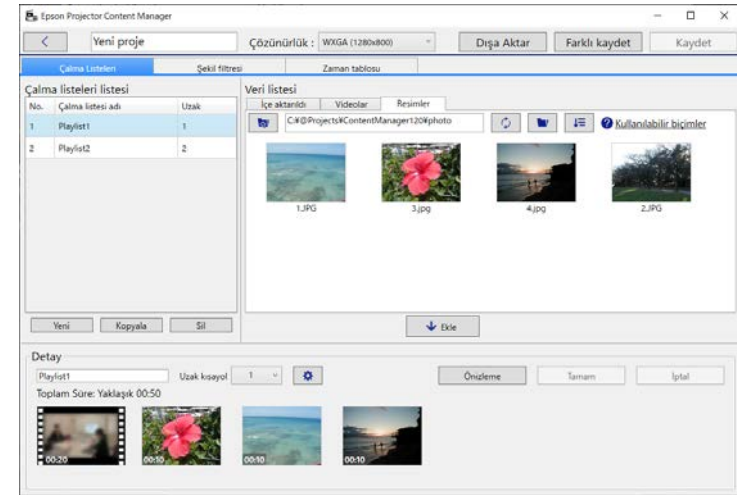 Epson Projector Content Manager
Yeni proje Çözünürlük : WXGA (1280x800) Dışa Aktar Farklı kaydet Kaydet
Çalma Listeleri Şekil filtresi Zaman tablosu
Çalma listeleri listesi
No. Çalma listesi adı Uzak
1 Playlist1 1
2 Playlist2 2
Yeni Kopyala Sil
Veri listesi
İçe aktarıldı Videolar Resimler
C:¥@Projects¥ContentManager120¥photo Kullanılabilir biçimler
1.JPG 3.jpg 4.jpg 2.JPG
Ekle
Detay
Playlist1 Uzak kısayol 1 Önizleme Tamam İptal
Toplam Süre: Yaklaşık 00:50
00:20 00:10 00:10 00:10